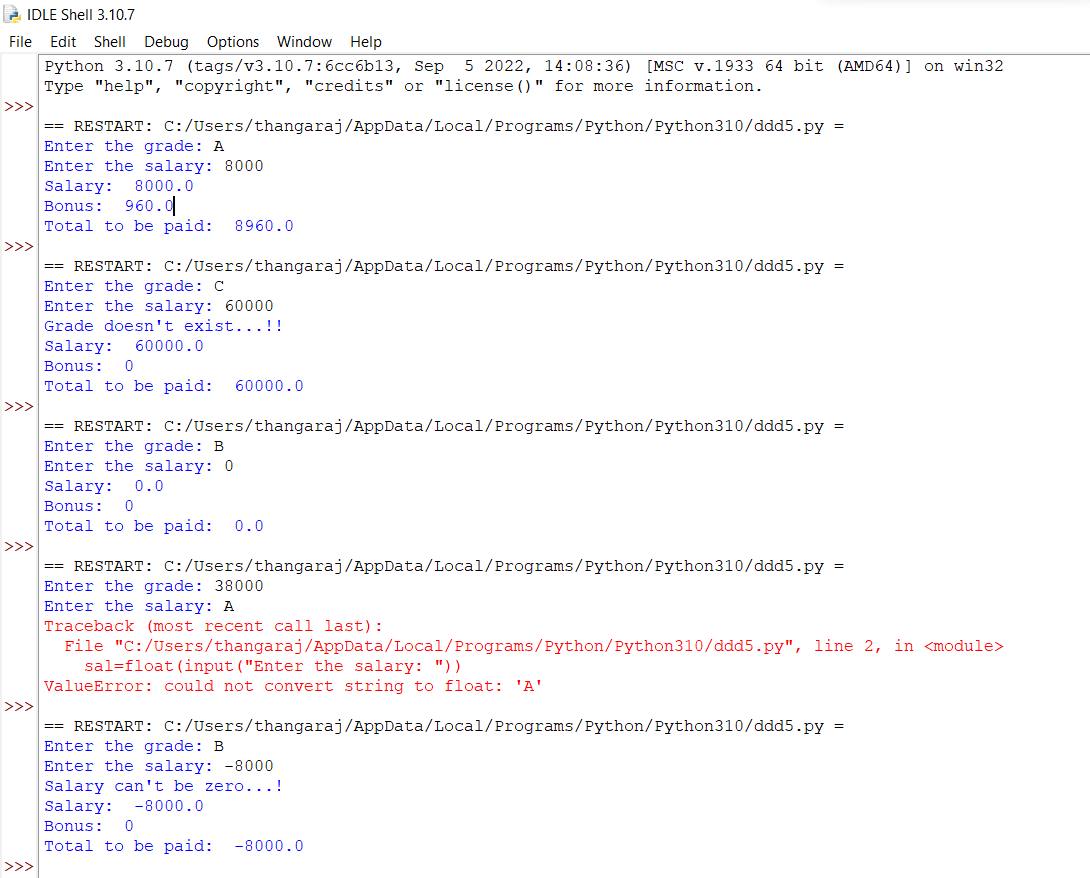 IDLE Shell 3.10.7
File Edit Shell Debug Options Window Help
Python 3.10.7 (tags/v3.10.7:6cc6b13, Sep  5 2022, 14:08:36) [MSC v.1933 64 bit (AMD64)] on win32
Type "help", "copyright", "credits" or "license()" for more information.
>>>
== RESTART: C:/Users/thangaraj/AppData/Local/Programs/Python/Python310/ddd5.py =
Enter the grade: A
Enter the salary: 8000
Salary:  8000.0
Bonus:  960.0
Total to be paid:  8960.0
>>>
== RESTART: C:/Users/thangaraj/AppData/Local/Programs/Python/Python310/ddd5.py =
Enter the grade: C
Enter the salary: 60000
Grade doesn't exist...!!
Salary:  60000.0
Bonus:  0
Total to be paid:  60000.0
>>>
== RESTART: C:/Users/thangaraj/AppData/Local/Programs/Python/Python310/ddd5.py =
Enter the grade: B
Enter the salary: 0
Salary:  0.0
Bonus:  0
Total to be paid:  0.0
>>>
== RESTART: C:/Users/thangaraj/AppData/Local/Programs/Python/Python310/ddd5.py =
Enter the grade: 38000
Enter the salary: A
Traceback (most recent call last):
  File "C:/Users/thangaraj/AppData/Local/Programs/Python/Python310/ddd5.py", line 2, in <module>
    sal=float(input("Enter the salary: "))
ValueError: could not convert string to float: 'A'
>>>
== RESTART: C:/Users/thangaraj/AppData/Local/Programs/Python/Python310/ddd5.py =
Enter the grade: B
Enter the salary: -8000
Salary can't be zero...!
Salary:  -8000.0
Bonus:  0
Total to be paid:  -8000.0
>>>